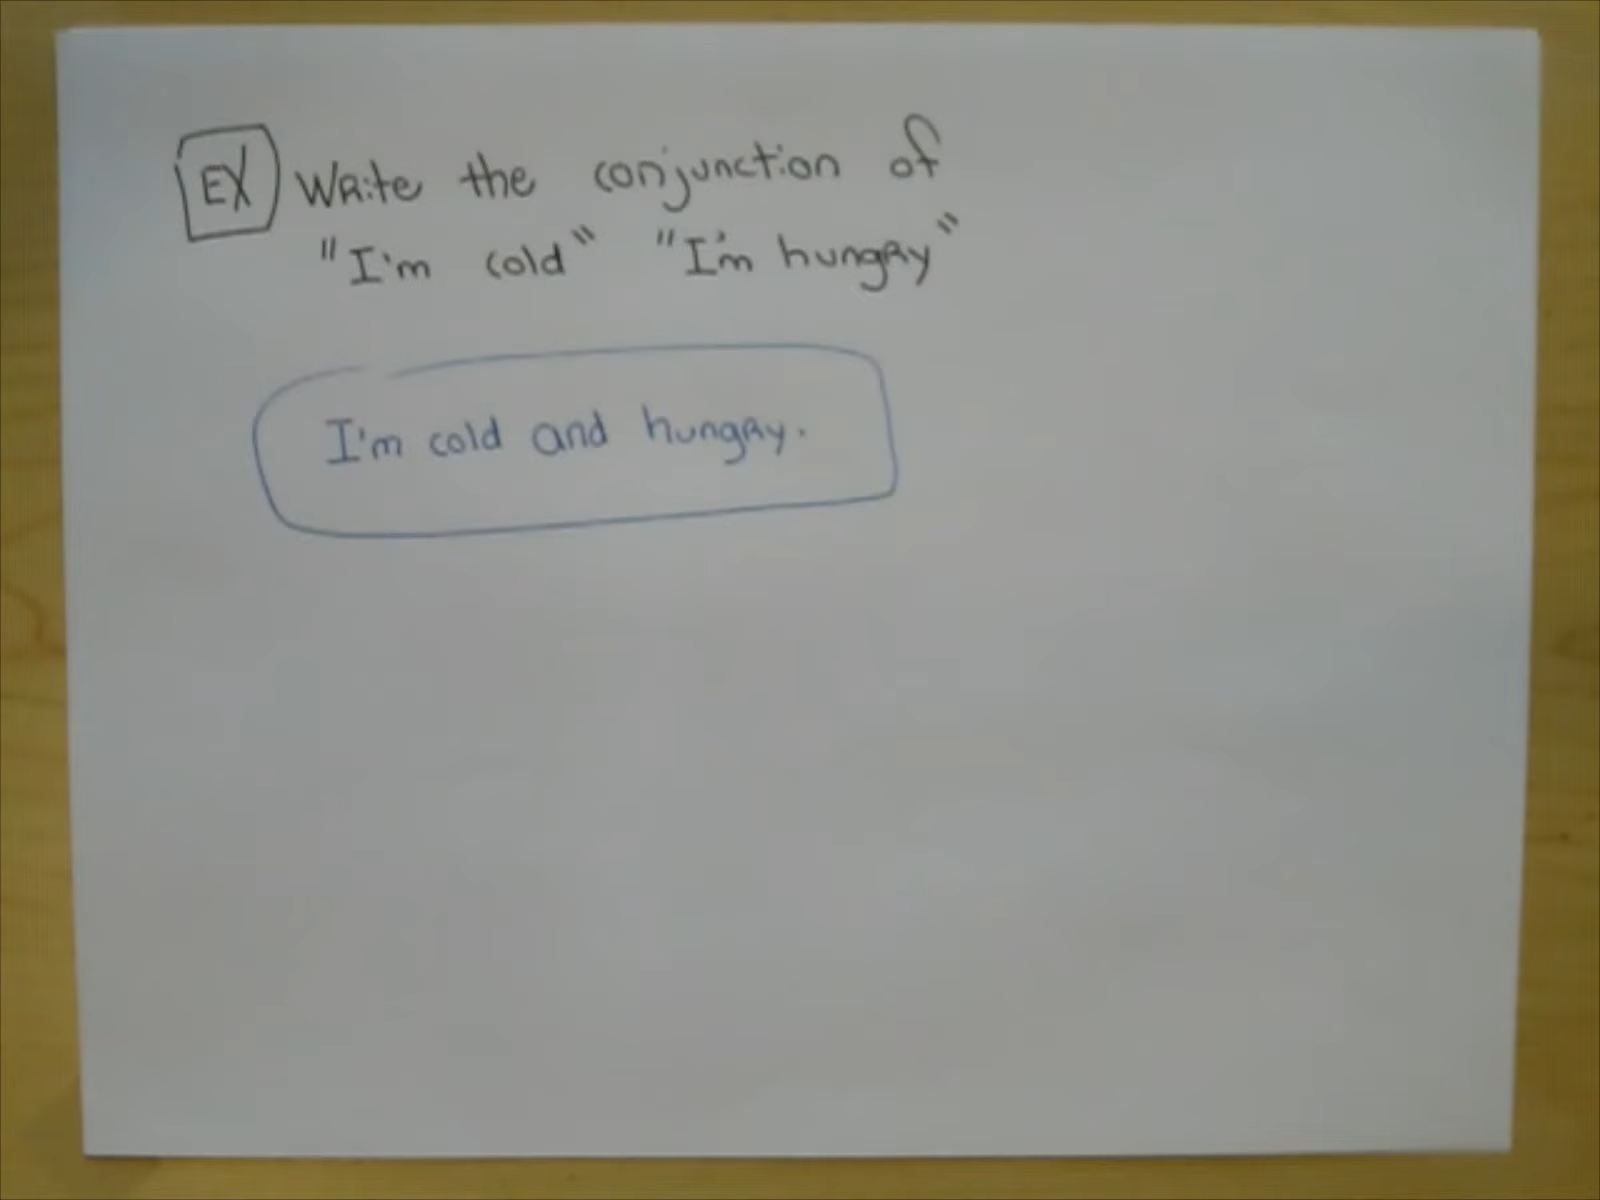 EX Write the conjunction of
"I'm cold" "I'm hungry"
I'm cold and hungry.